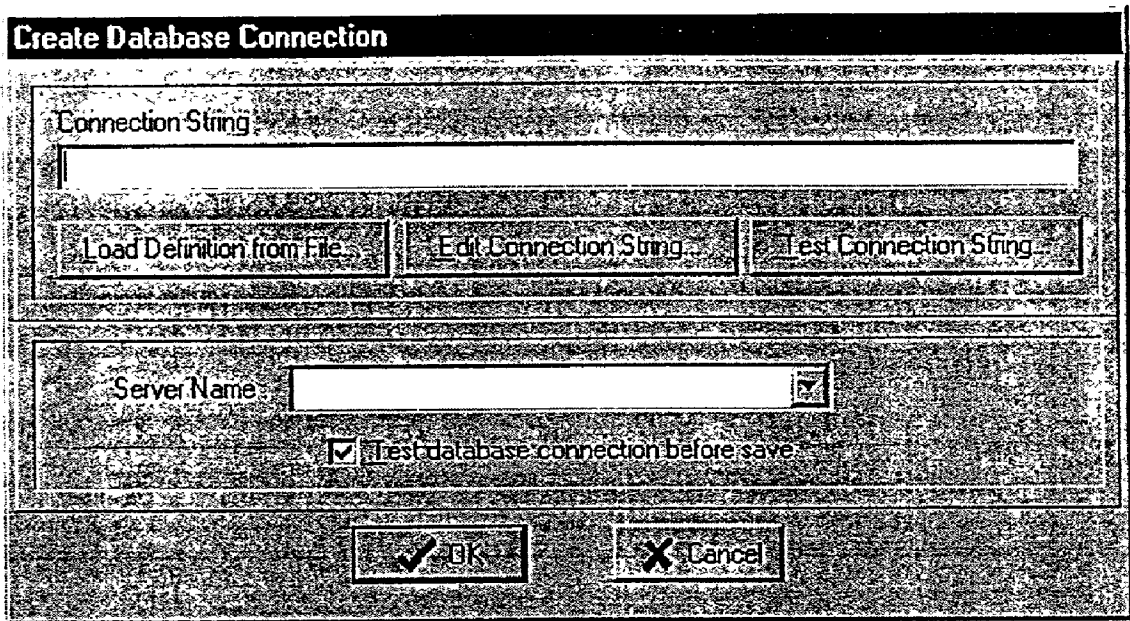 Create Database Connection
Connection String
Load Definition from File... Edit Connection String... Test Connection String...
Server Name
Test database connection before save
OK Cancel